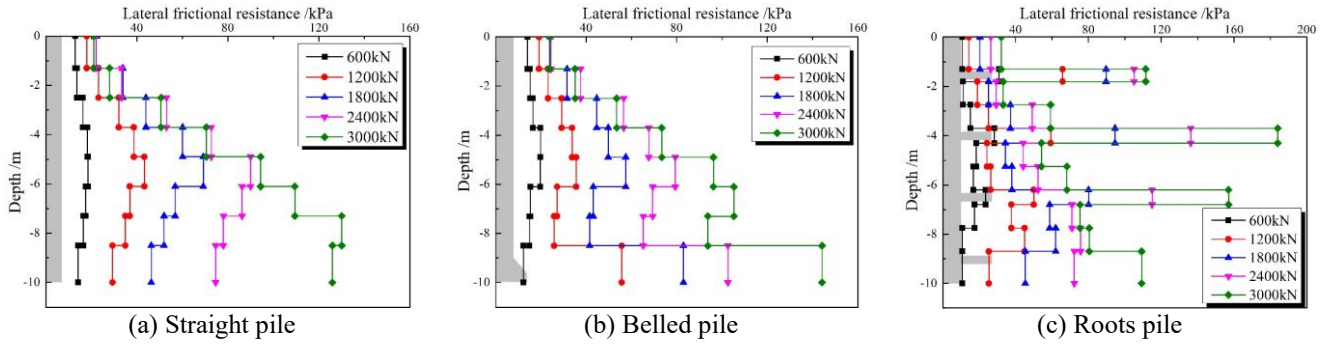 Lateral frictional resistance /kPa
0 40 80 120 160
0
-2
-4
-6
-8
-10
Depth /m
600kN
1200kN
1800kN
2400kN
3000kN
(a) Straight pile
Lateral frictional resistance /kPa
0 40 80 120 160
0
-2
-4
-6
-8
-10
Depth /m
600kN
1200kN
1800kN
2400kN
3000kN
(b) Belled pile
Lateral frictional resistance /kPa
40 80 120 160 200
0
-2
-4
-6
-8
-10
Depth /m
600kN
1200kN
1800kN
2400kN
3000kN
(c) Roots pile